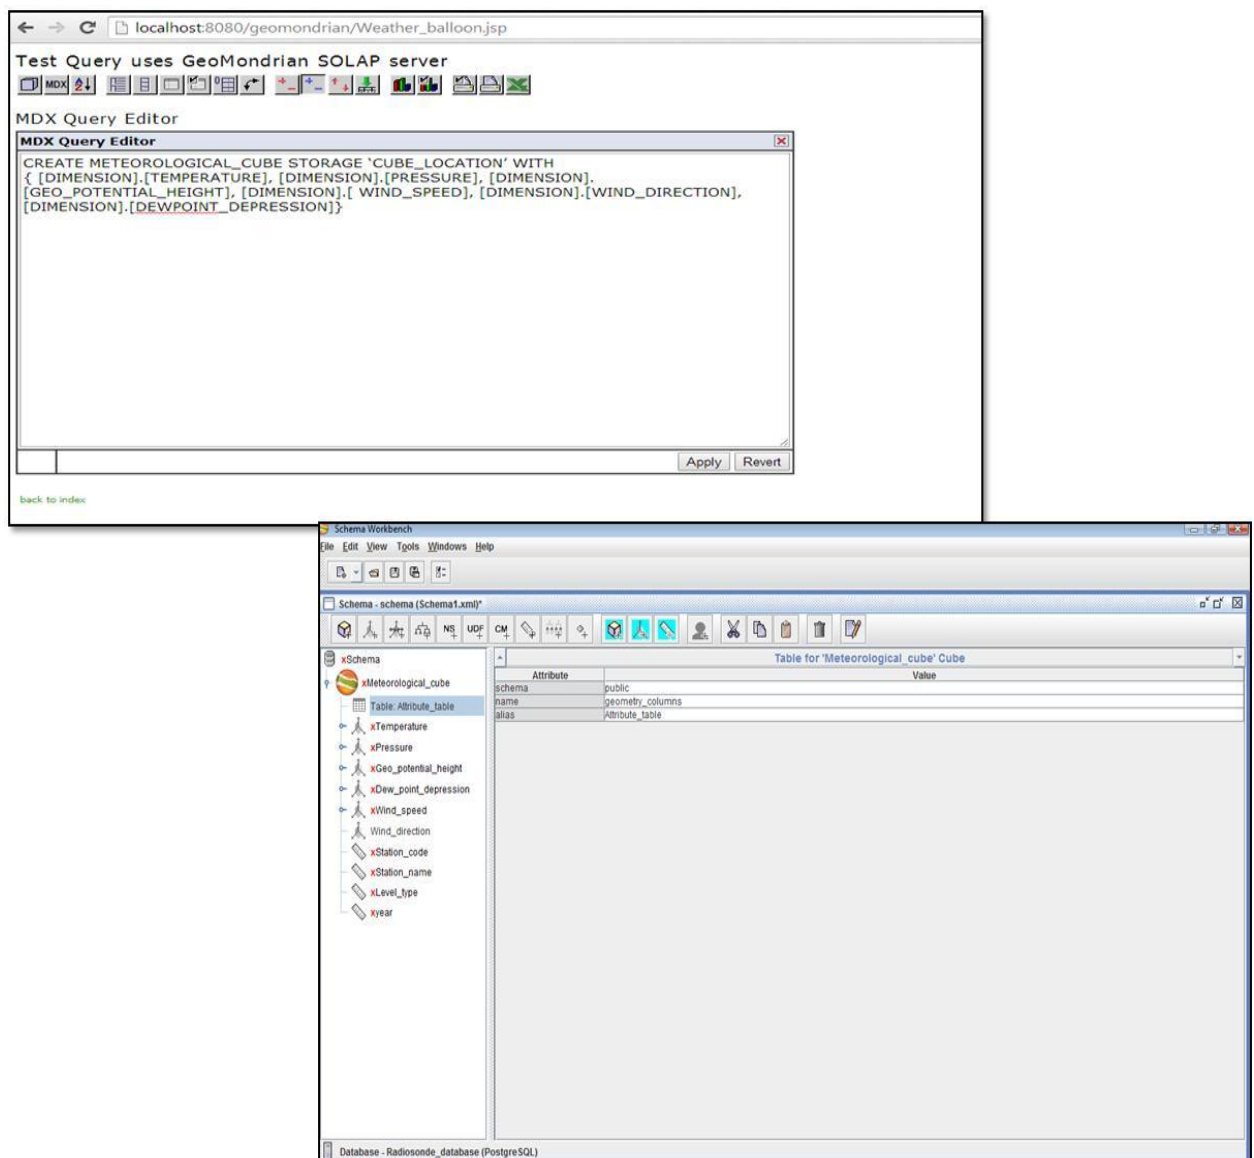 localhost:8080/geomondrian/Weather_balloon.jsp
Test Query uses GeoMondrian SOLAP server
MDX
MDX Query Editor
MDX Query Editor
CREATE METEOROLOGICAL_CUBE STORAGE `CUBE_LOCATION’ WITH
{ [DIMENSION].[TEMPERATURE], [DIMENSION].[PRESSURE], [DIMENSION].
[GEO_POTENTIAL_HEIGHT], [DIMENSION].[ WIND_SPEED], [DIMENSION].[WIND_DIRECTION],
[DIMENSION].[DEWPOINT_DEPRESSION]}
Apply Revert
back to index
Schema Workbench
File Edit View Tools Windows Help
Schema - schema (Schema1.xml)*
NS UDF CM
xSchema
xMeteorological_cube
Table: Attribute_table
xTemperature
xPressure
xGeo_potential_height
xDew_point_depression
xWind_speed
Wind_direction
xStation_code
xStation_name
xLevel_type
xyear
Table for 'Meteorological_cube' Cube
Attribute Value
schema public
name geometry_columns
alias Attribute_table
Database - Radiosonde_database (PostgreSQL)